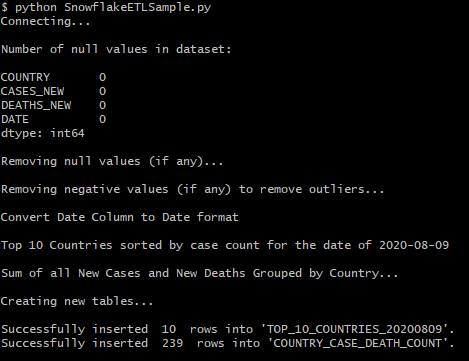 $ python SnowflakeETLSample.py
Connecting...
Number of null values in dataset:
COUNTRY       0
CASES_NEW     0
DEATHS_NEW    0
DATE          0
dtype: int64
Removing null values (if any)...
Removing negative values (if any) to remove outliers...
Convert Date Column to Date format
Top 10 Countries sorted by case count for the date of 2020-08-09
Sum of all New Cases and New Deaths Grouped by Country...
Creating new tables...
Successfully inserted  10  rows into 'TOP_10_COUNTRIES_20200809'.
Successfully inserted  239  rows into 'COUNTRY_CASE_DEATH_COUNT'.